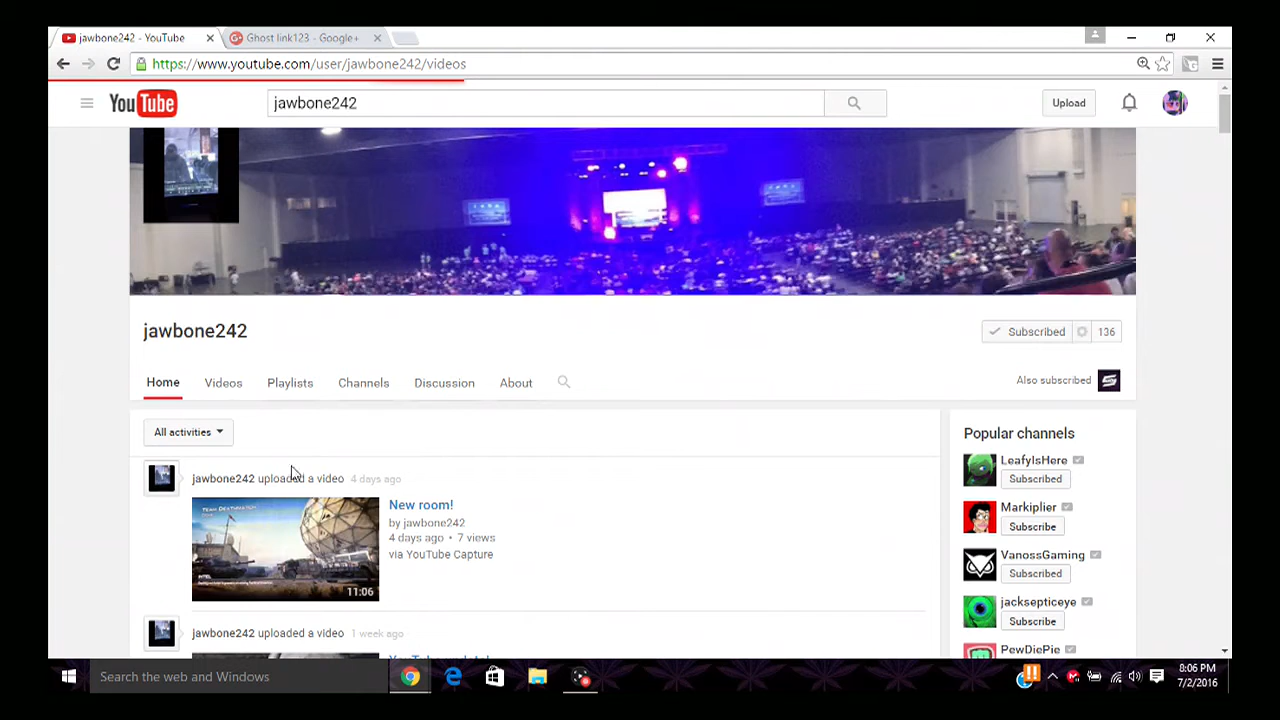 jawbone242 - YouTube
Ghost link123 - Google+
https://www.youtube.com/user/jawbone242/videos
YouTube
jawbone242
Upload
jawbone242
Subscribed 136
Home Videos Playlists Channels Discussion About
Also subscribed
All activities
Popular channels
jawbone242 uploaded a video 4 days ago
LeafyIsHere
Subscribed
New room!
by jawbone242
4 days ago • 7 views
via YouTube Capture
TEAM DEATHMATCH
11:06
Markiplier
Subscribe
VanossGaming
Subscribed
jacksepticeye
Subscribe
jawbone242 uploaded a video 1 week ago
PewDiePie
Search the web and Windows
8:06 PM
7/2/2016